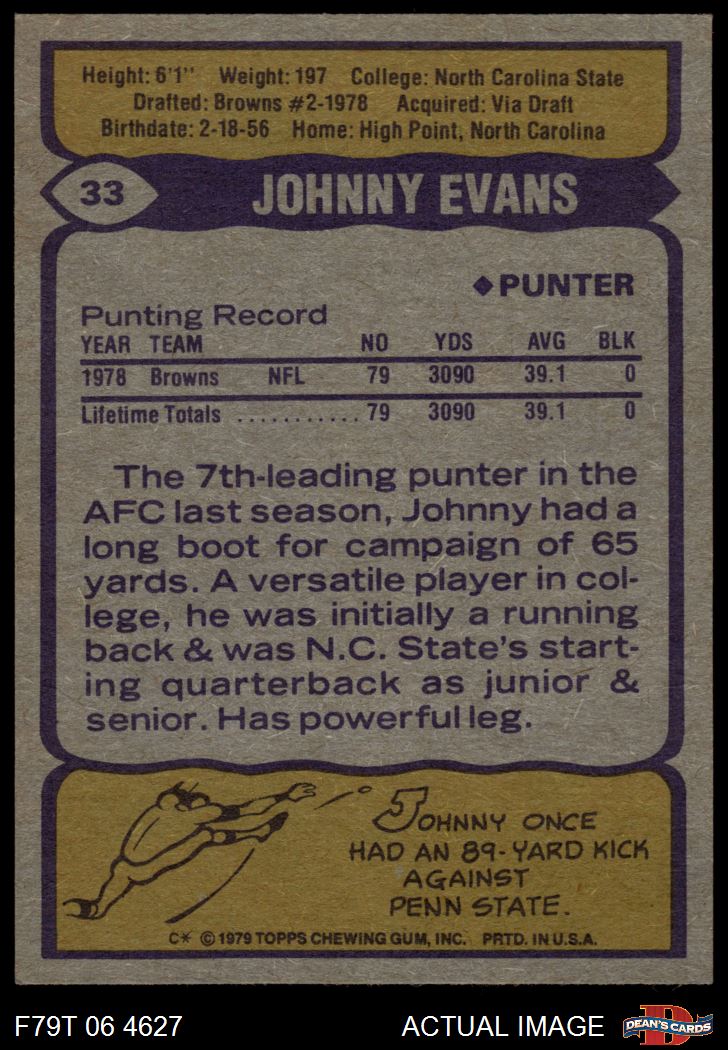 Height: 6'1" Weight: 197 College: North Carolina State
Drafted: Browns #2-1978 Acquired: Via Draft
Birthdate: 2-18-56 Home: High Point, North Carolina
33 JOHNNY EVANS
◆PUNTER
Punting Record
YEAR TEAM NO YDS AVG BLK
1978 Browns NFL 79 3090 39.1 0
Lifetime Totals ........... 79 3090 39.1 0
The 7th-leading punter in the
AFC last season, Johnny had a
long boot for campaign of 65
yards. A versatile player in col-
lege, he was initially a running
back & was N.C. State's start-
ing quarterback as junior &
senior. Has powerful leg.
JOHNNY ONCE
HAD AN 89-YARD KICK
AGAINST
PENN STATE.
C* © 1979 TOPPS CHEWING GUM, INC. PRTD. IN U.S.A.
F79T 06 4627 ACTUAL IMAGE D DEAN'S CARDS